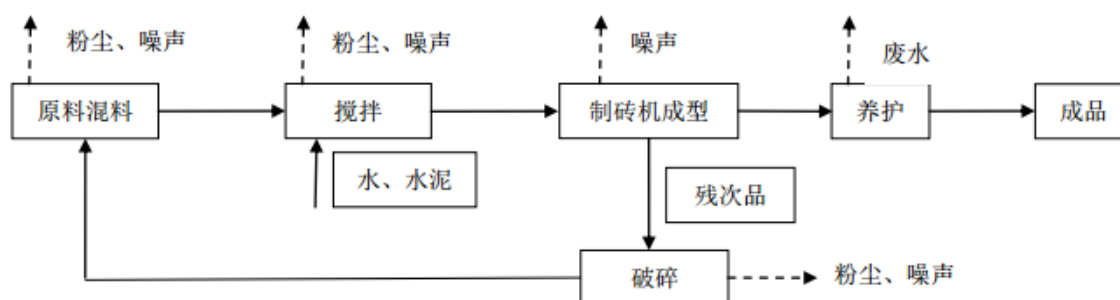 粉尘、噪声
粉尘、噪声
噪声
废水
原料混料
搅拌
制砖机成型
养护
成品
水、水泥
残次品
破碎
粉尘、噪声